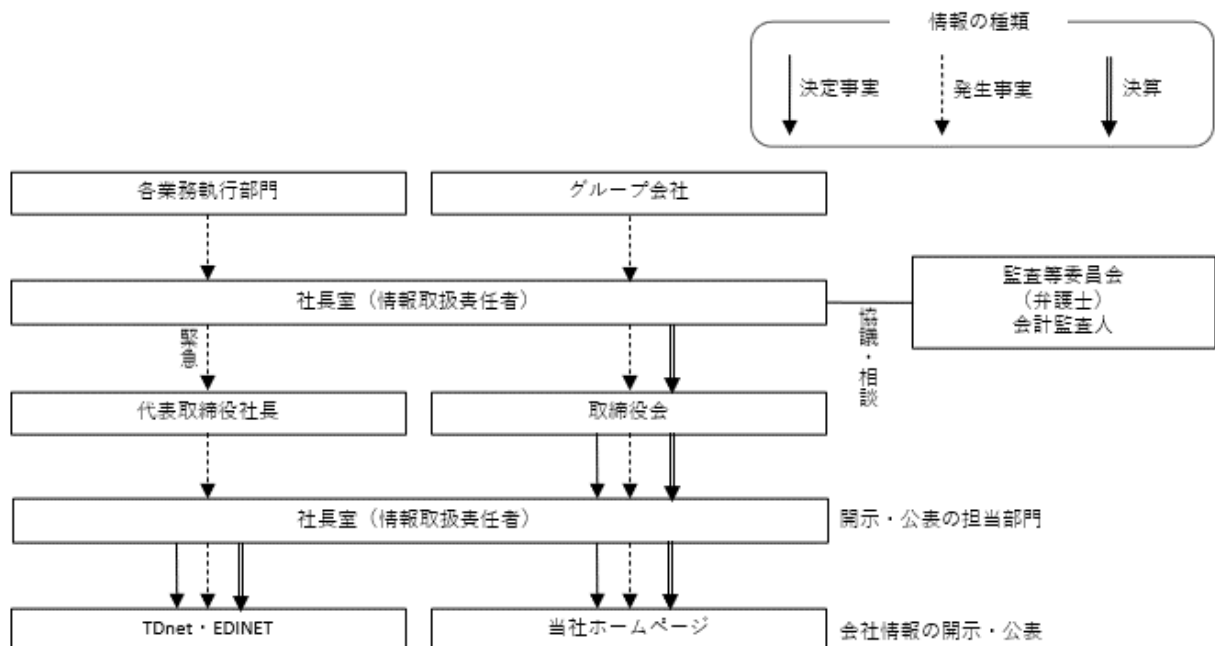 情報の種類
決定事実
発生事実
決算
各業務執行部門
グループ会社
社長室（情報取扱責任者）
監査等委員会
（弁護士）
会計監査人
協議・相談
緊急
代表取締役社長
取締役会
社長室（情報取扱責任者）
開示・公表の担当部門
TDnet・EDINET
当社ホームページ
会社情報の開示・公表